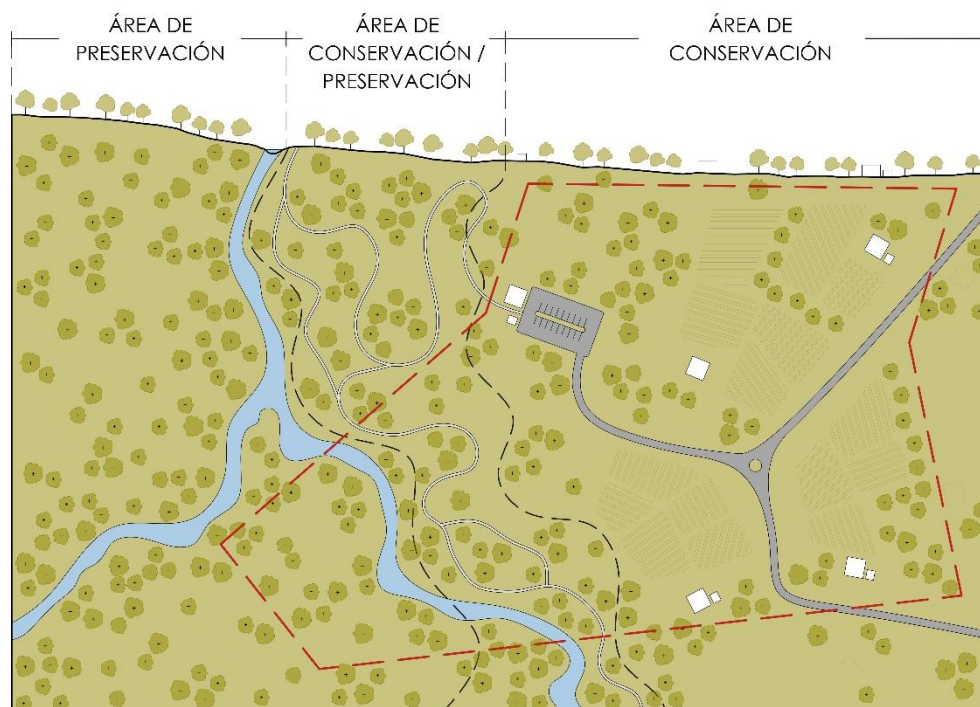 ÁREA DE
PRESERVACIÓN
ÁREA DE
CONSERVACIÓN /
PRESERVACIÓN
ÁREA DE
CONSERVACIÓN